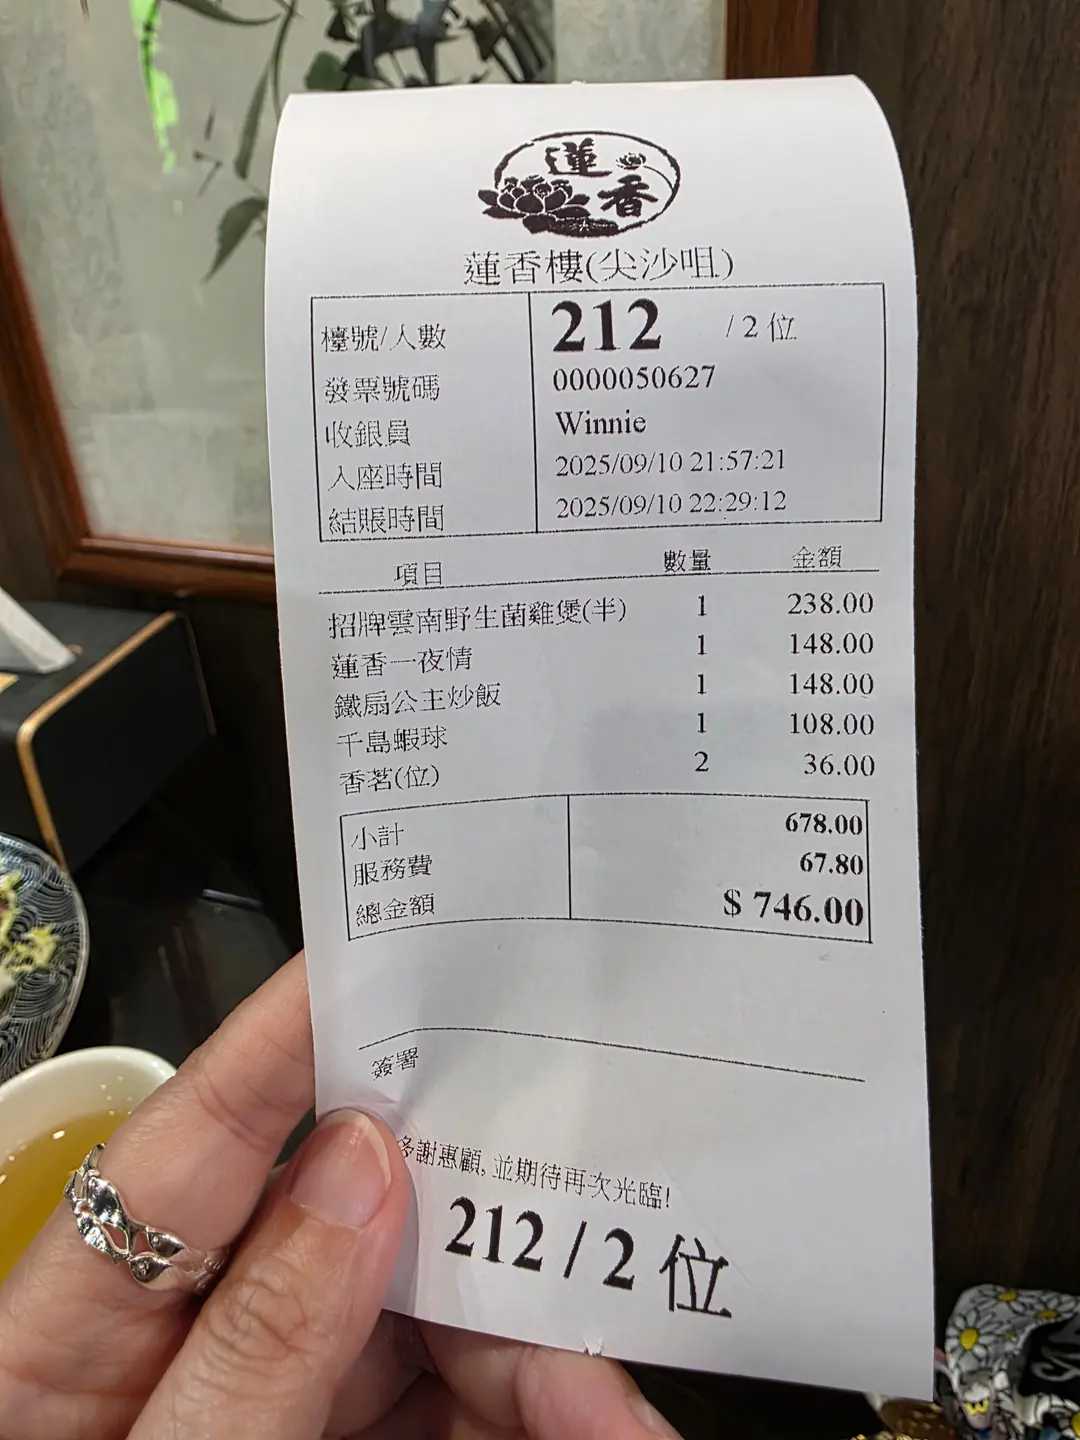 蓮香
蓮香樓(尖沙咀)
檯號/人數 212 / 2 位
發票號碼 0000050627
收銀員 Winnie
入座時間 2025/09/10 21:57:21
結賬時間 2025/09/10 22:29:12
項目 數量 金額
招牌雲南野生菌雞煲(半) 1 238.00
蓮香一夜情 1 148.00
鐵扇公主炒飯 1 148.00
千島蝦球 1 108.00
香茗(位) 2 36.00
小計 678.00
服務費 67.80
總金額 $ 746.00
簽署
多謝惠顧, 並期待再次光臨!
212 / 2 位